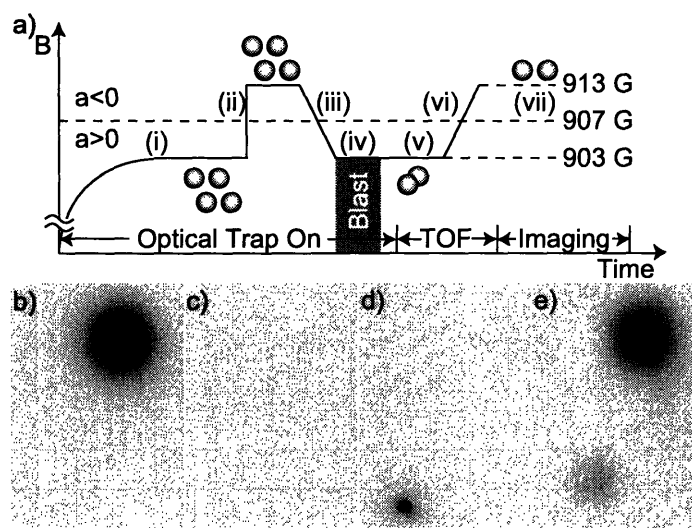 a)
B
a<0
a>0
(i)
(ii)
(iii)
(iv)
(v)
(vi)
(vii)
913 G
907 G
903 G
Blast
Optical Trap On
TOF
Imaging
Time
b)
c)
d)
e)